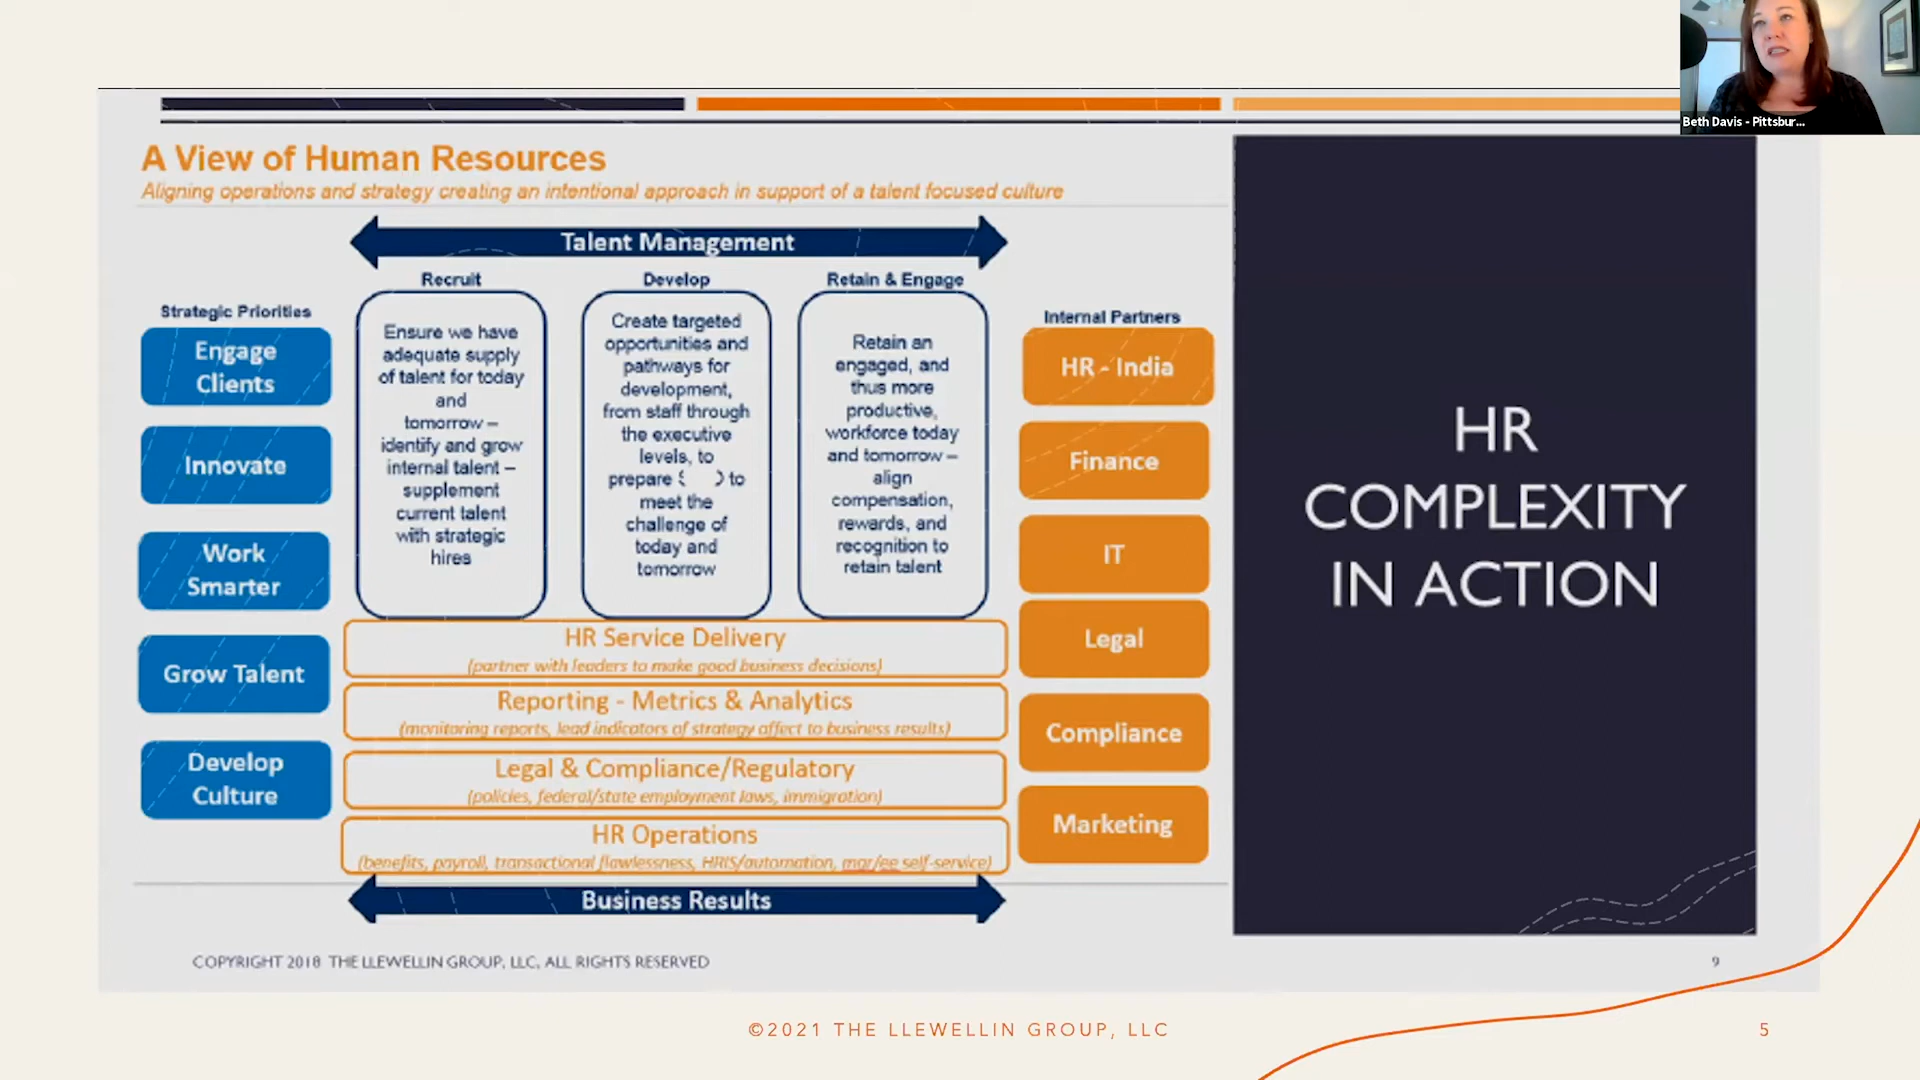 Beth Davis - Pittsbur...
A View of Human Resources
Aligning operations and strategy creating an intentional approach in support of a talent focused culture
Talent Management
Strategic Priorities
Engage
Clients
Innovate
Work
Smarter
Grow Talent
Develop
Culture
Recruit
Ensure we have
adequate supply
of talent for today
and
tomorrow –
identify and grow
internal talent –
supplement
current talent
with strategic
hires
Develop
Create targeted
opportunities and
pathways for
development,
from staff through
the executive
levels, to
prepare to
meet the
challenge of
today and
tomorrow
Retain & Engage
Retain an
engaged, and
thus more
productive,
workforce today
and tomorrow –
align
compensation,
rewards, and
recognition to
retain talent
Internal Partners
HR - India
Finance
IT
Legal
Compliance
Marketing
HR Service Delivery
(partner with leaders to make good business decisions)
Reporting - Metrics & Analytics
(monitoring reports, lead indicators of strategy affect to business results)
Legal & Compliance/Regulatory
(policies, federal/state employment laws, immigration)
HR Operations
(benefits, payroll, transactional flawlessness, HRIS/automation, mgr/ee self-service)
Business Results
HR
COMPLEXITY
IN ACTION
COPYRIGHT 2018 THE LLEWELLIN GROUP, LLC, ALL RIGHTS RESERVED
9
©2021 THE LLEWELLIN GROUP, LLC
5